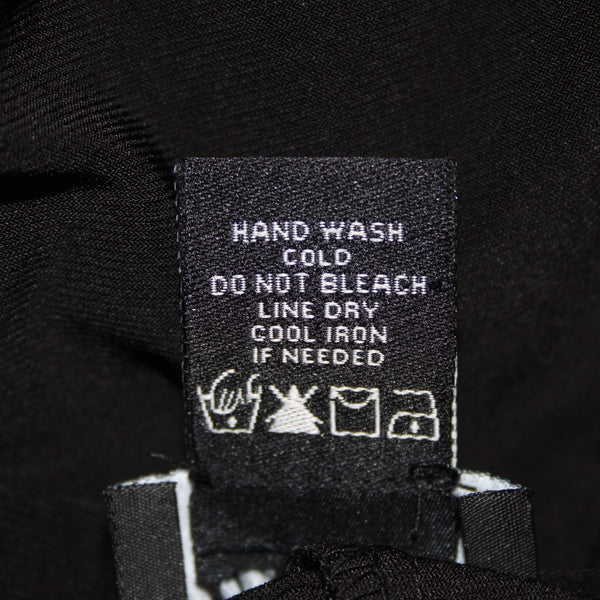 HAND WASH
COLD
DO NOT BLEACH
LINE DRY
COOL IRON
IF NEEDED